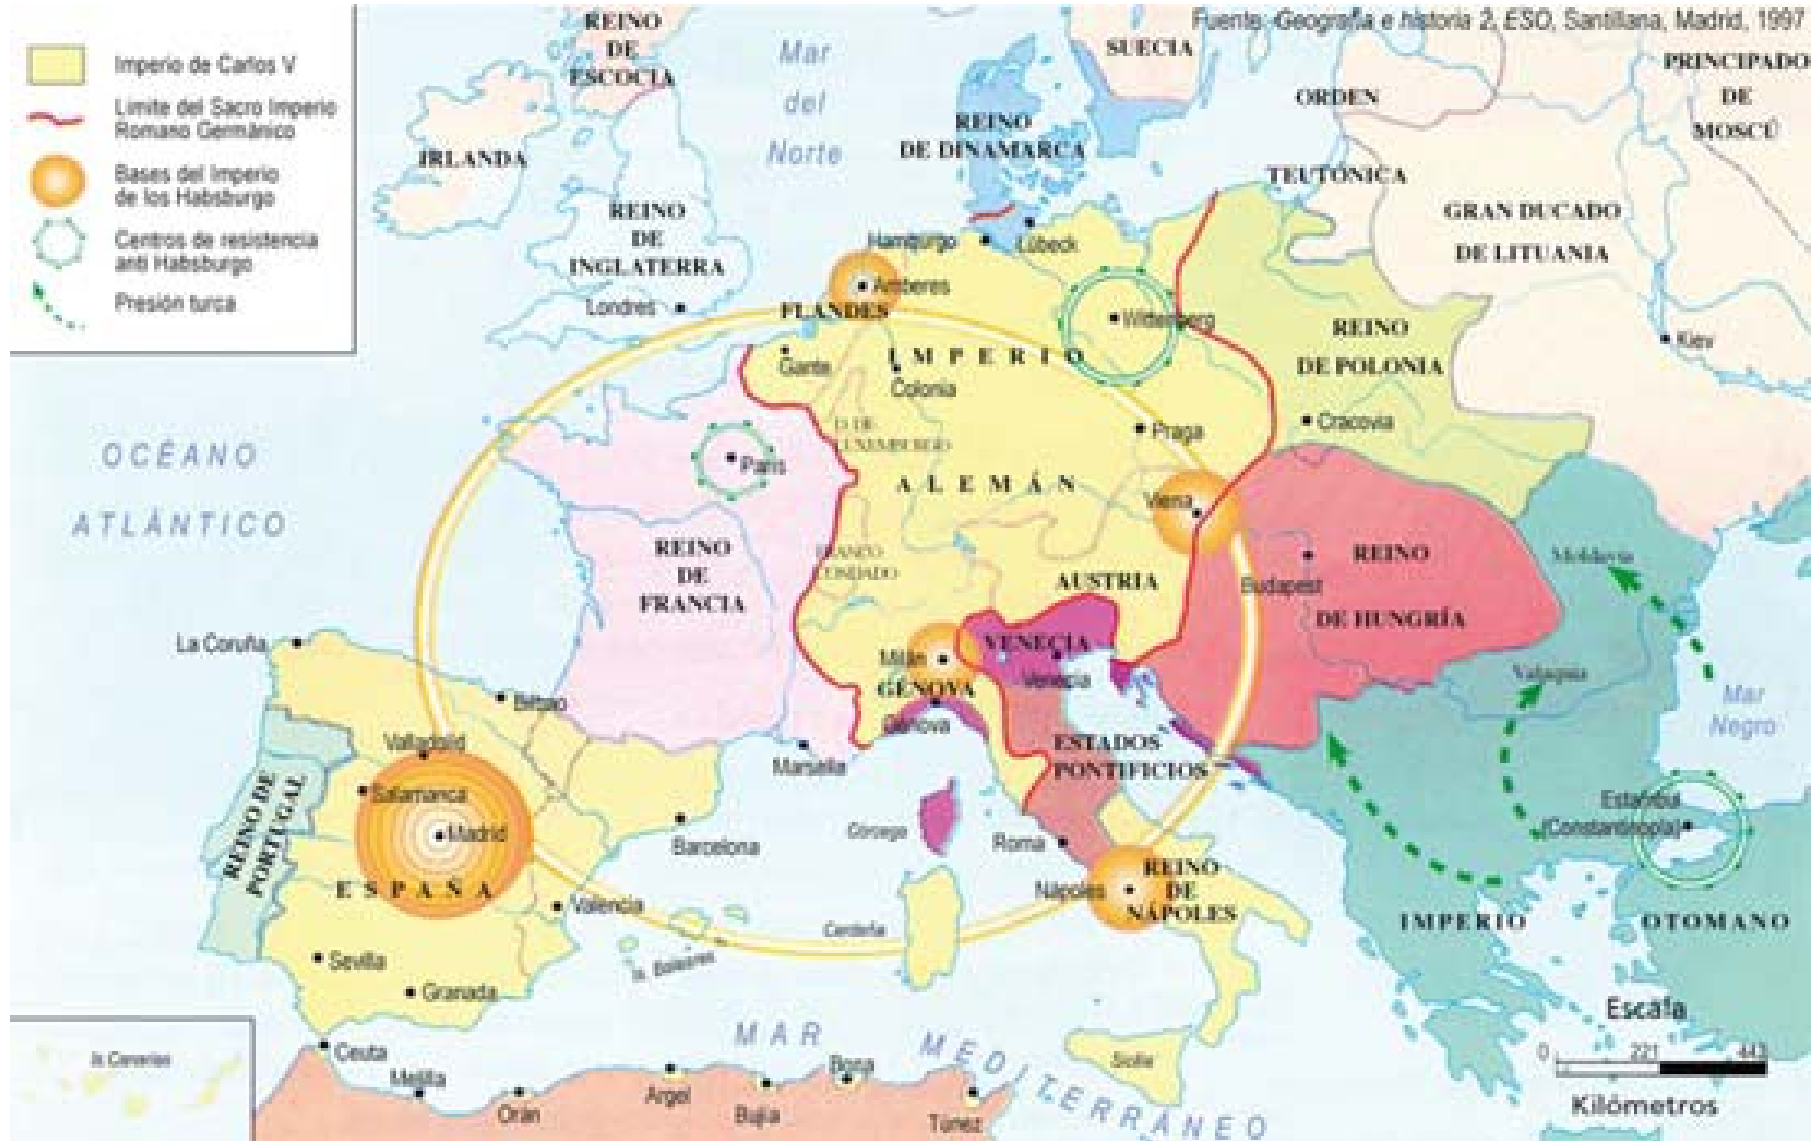 Fuente: Geografía e historia 2, ESO, Santillana, Madrid, 1997
Imperio de Carlos V
Límite del Sacro Imperio
Romano Germánico
Bases del Imperio
de los Habsburgo
Centros de resistencia
anti Habsburgo
Presión turca
REINO
DE
ESCOCIA
Mar
del
Norte
SUECIA
PRINCIPADO
DE
MOSCÚ
ORDEN
TEUTÓNICA
IRLANDA
REINO
DE DINAMARCA
REINO
DE
INGLATERRA
Londres
Hamburgo
Lübeck
GRAN DUCADO
DE LITUANIA
Amberes
FLANDES
Wittenberg
REINO
DE POLONIA
Kiev
Gante
Colonia
IMPERIO
ALEMÁN
D. DE
LUXEMBURGO
Praga
Cracovia
OCÉANO
ATLÁNTICO
París
Viena
REINO
DE
FRANCIA
FRANCO
CONDADO
AUSTRIA
Budapest
REINO
DE HUNGRÍA
Moldavia
Valaquia
Mar
Negro
La Coruña
Bilbao
Milán
VENECIA
Venecia
GÉNOVA
Génova
Valladolid
Salamanca
Madrid
REINO DE
PORTUGAL
ESPAÑA
Marsella
Barcelona
Valencia
Córcega
ESTADOS
PONTIFICIOS
Roma
Nápoles
REINO
DE
NÁPOLES
Estambul
(Constantinopla)
IMPERIO OTOMANO
Cerdeña
Is. Baleares
Sevilla
Granada
MAR MEDITERRÁNEO
Sicilia
Is. Canarias
Ceuta
Melilla
Orán
Argel
Bujía
Bona
Túnez
Escala
0 221 443
Kilómetros